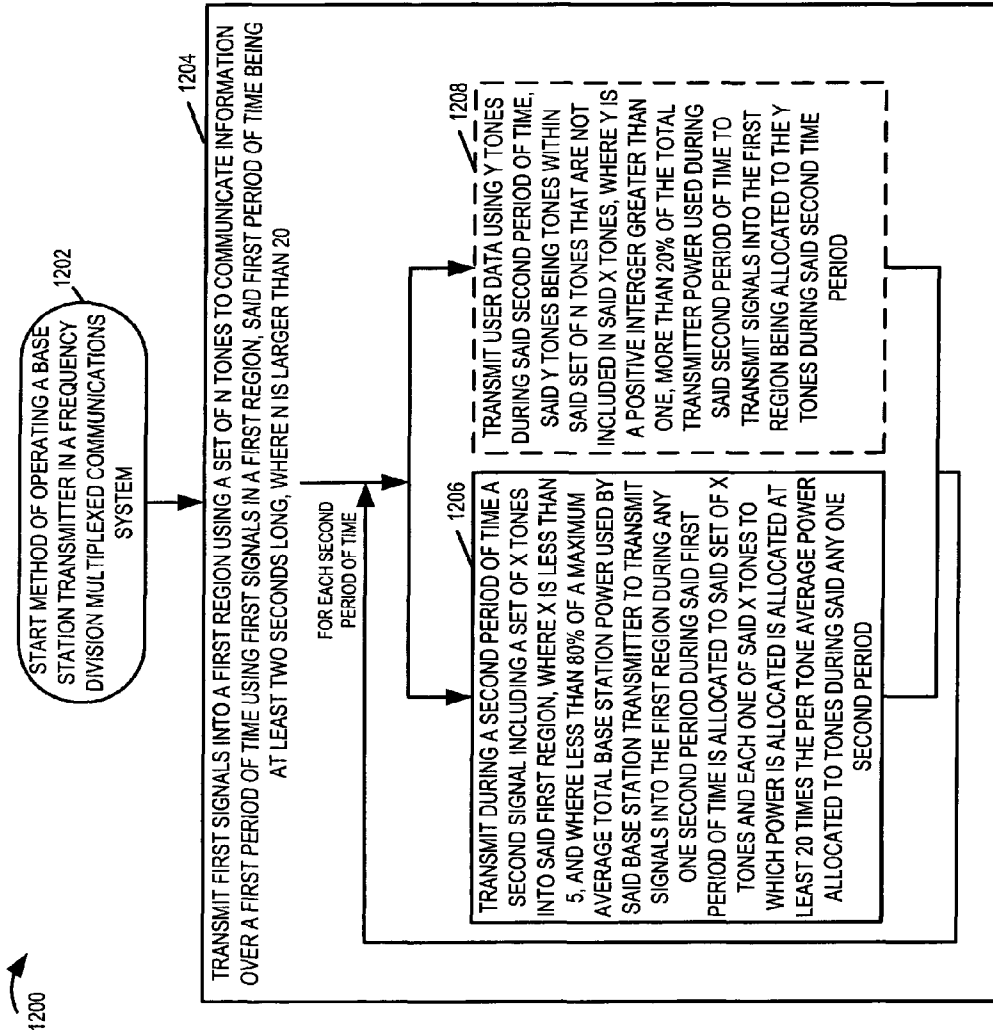 1200
START METHOD OF OPERATING A BASE
STATION TRANSMITTER IN A FREQUENCY
DIVISION MULTIPLEXED COMMUNICATIONS
SYSTEM
1202
1204
TRANSMIT FIRST SIGNALS INTO A FIRST REGION USING A SET OF N TONES TO COMMUNICATE INFORMATION
OVER A FIRST PERIOD OF TIME USING FIRST SIGNALS IN A FIRST REGION, SAID FIRST PERIOD OF TIME BEING
AT LEAST TWO SECONDS LONG, WHERE N IS LARGER THAN 20
FOR EACH SECOND
PERIOD OF TIME
1206
TRANSMIT DURING A SECOND PERIOD OF TIME A
SECOND SIGNAL INCLUDING A SET OF X TONES
INTO SAID FIRST REGION, WHERE X IS LESS THAN
5, AND WHERE LESS THAN 80% OF A MAXIMUM
AVERAGE TOTAL BASE STATION POWER USED BY
SAID BASE STATION TRANSMITTER TO TRANSMIT
SIGNALS INTO THE FIRST REGION DURING ANY
ONE SECOND PERIOD DURING SAID FIRST
PERIOD OF TIME IS ALLOCATED TO SAID SET OF X
TONES AND EACH ONE OF SAID X TONES TO
WHICH POWER IS ALLOCATED IS ALLOCATED AT
LEAST 20 TIMES THE PER TONE AVERAGE POWER
ALLOCATED TO TONES DURING SAID ANY ONE
SECOND PERIOD
1208
TRANSMIT USER DATA USING Y TONES
DURING SAID SECOND PERIOD OF TIME,
SAID Y TONES BEING TONES WITHIN
SAID SET OF N TONES THAT ARE NOT
INCLUDED IN SAID X TONES, WHERE Y IS
A POSITIVE INTERGER GREATER THAN
ONE, MORE THAN 20% OF THE TOTAL
TRANSMITTER POWER USED DURING
SAID SECOND PERIOD OF TIME TO
TRANSMIT SIGNALS INTO THE FIRST
REGION BEING ALLOCATED TO THE Y
TONES DURING SAID SECOND TIME
PERIOD